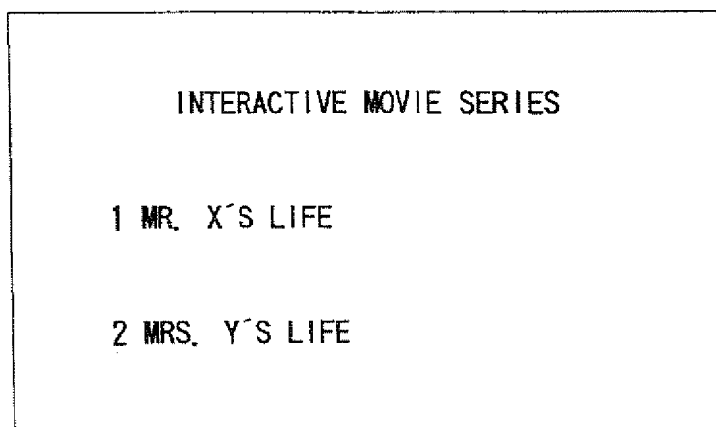 INTERACTIVE MOVIE SERIES
1 MR. X´S LIFE
2 MRS. Y´S LIFE